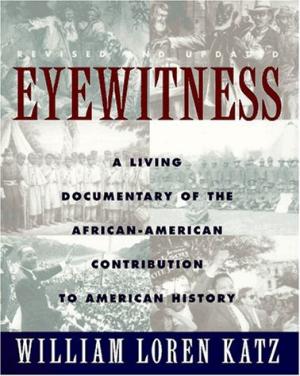 REVISED AND UPDATED
EYEWITNESS
A LIVING
DOCUMENTARY OF THE
AFRICAN-AMERICAN
CONTRIBUTION
TO AMERICAN HISTORY
WILLIAM LOREN KATZ